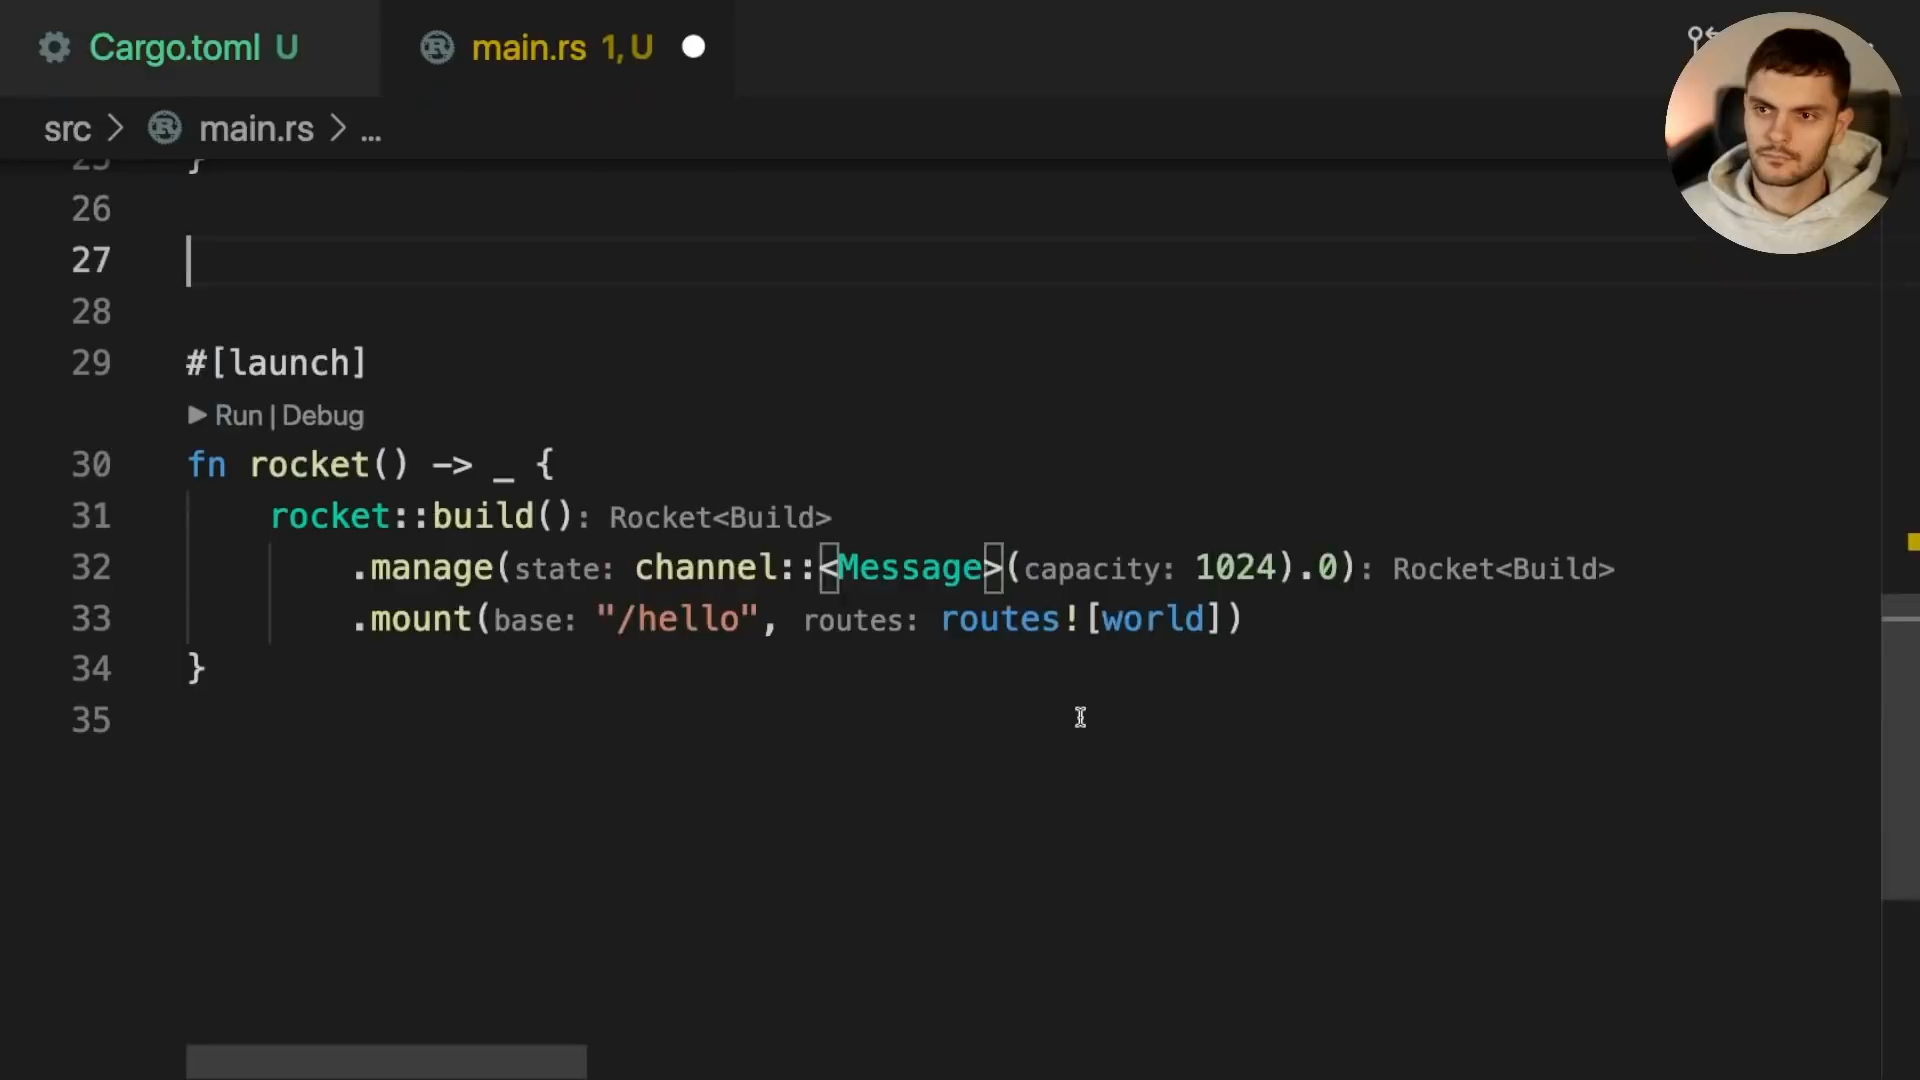 Cargo.toml U
main.rs 1, U
src > main.rs > ...
25 }
26
27
28
29 #[launch]
Run | Debug
30 fn rocket() -> _ {
31 rocket::build(): Rocket<Build>
32 .manage(state: channel::<Message>(capacity: 1024).0): Rocket<Build>
33 .mount(base: "/hello", routes: routes![world])
34 }
35